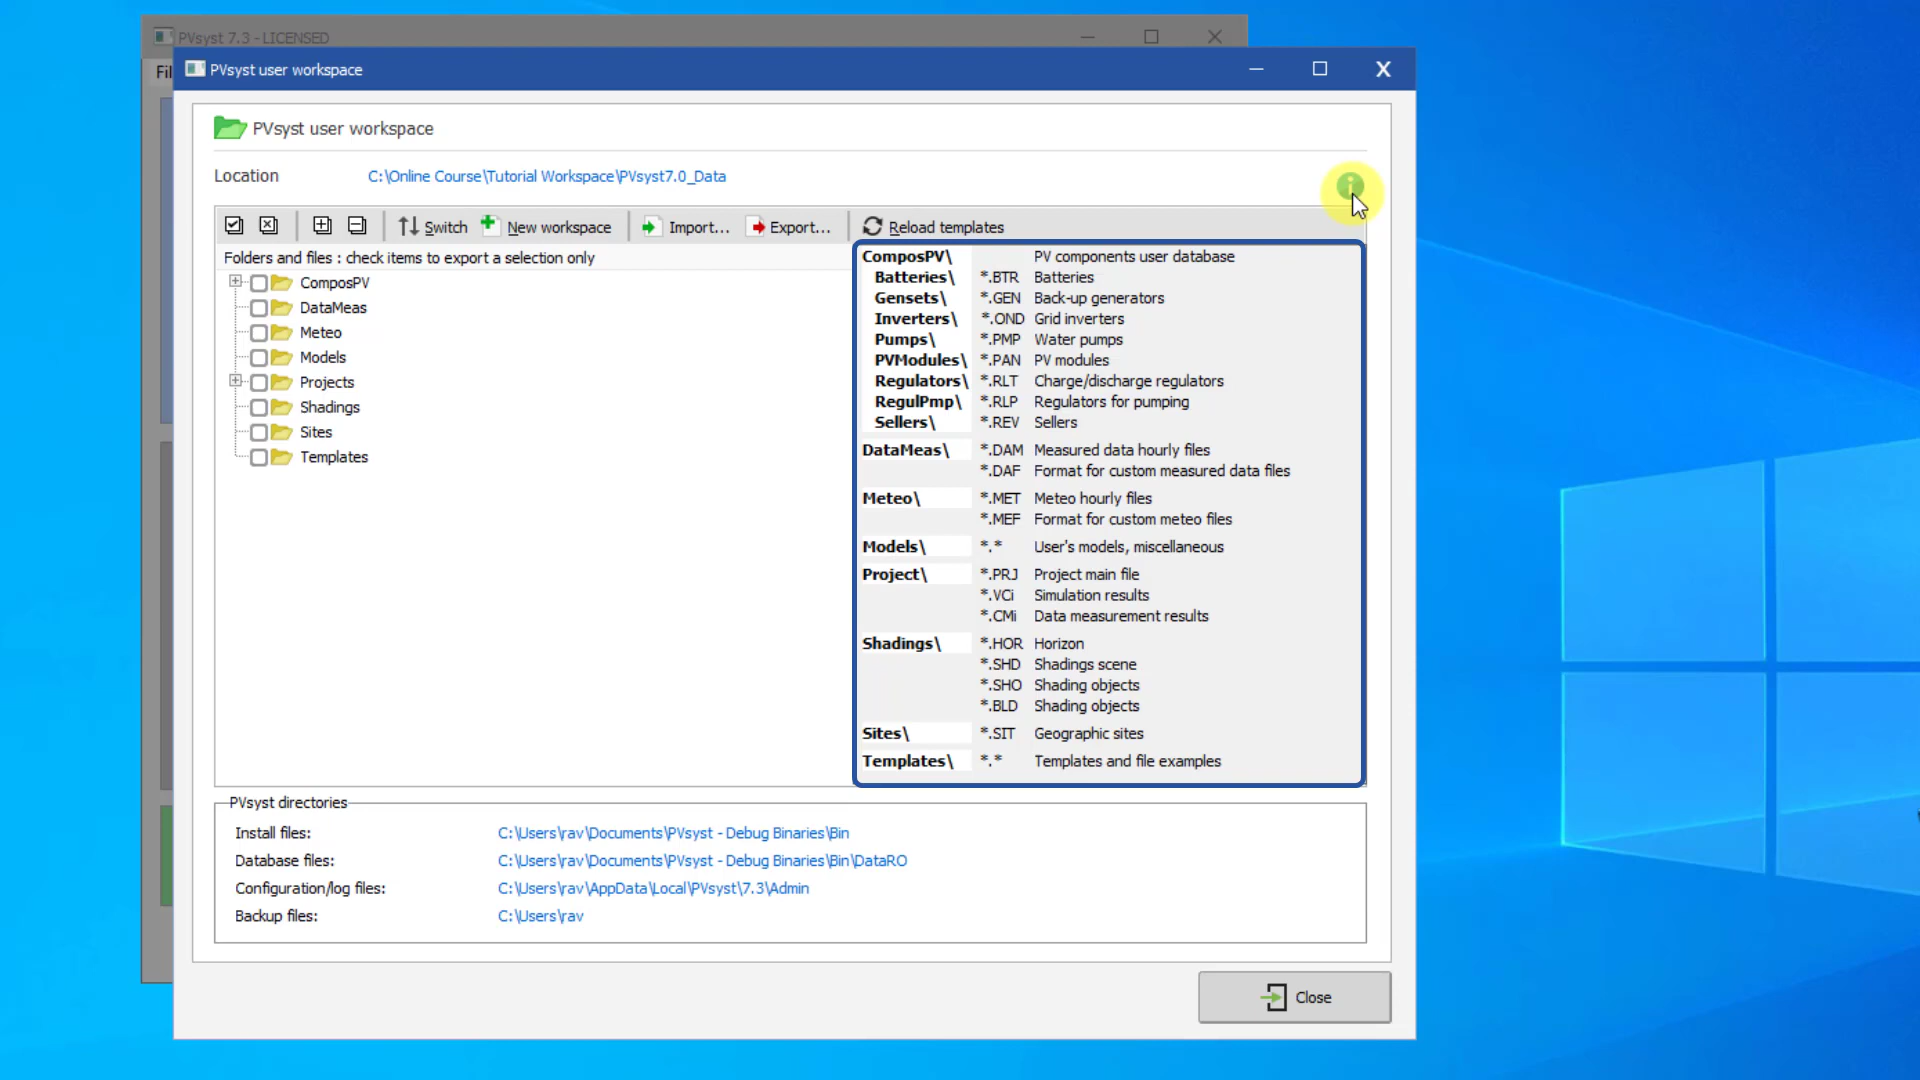 PVsyst 7.3 - LICENSED
Fil
PVsyst user workspace
PVsyst user workspace
Location C:\Online Course\Tutorial Workspace\PVsyst7.0_Data
Switch New workspace Import... Export... Reload templates
Folders and files : check items to export a selection only
ComposPV
DataMeas
Meteo
Models
Projects
Shadings
Sites
Templates
ComposPV\ PV components user database
Batteries\ *.BTR Batteries
Gensets\ *.GEN Back-up generators
Inverters\ *.OND Grid inverters
Pumps\ *.PMP Water pumps
PVModules\ *.PAN PV modules
Regulators\ *.RLT Charge/discharge regulators
RegulPmp\ *.RLP Regulators for pumping
Sellers\ *.REV Sellers
DataMeas\ *.DAM Measured data hourly files
*.DAF Format for custom measured data files
Meteo\ *.MET Meteo hourly files
*.MEF Format for custom meteo files
Models\ *.* User's models, miscellaneous
Project\ *.PRJ Project main file
*.VCi Simulation results
*.CMi Data measurement results
Shadings\ *.HOR Horizon
*.SHD Shadings scene
*.SHO Shading objects
*.BLD Shading objects
Sites\ *.SIT Geographic sites
Templates\ *.* Templates and file examples
PVsyst directories
Install files: C:\Users\rav\Documents\PVsyst - Debug Binaries\Bin
Database files: C:\Users\rav\Documents\PVsyst - Debug Binaries\Bin\DataRO
Configuration/log files: C:\Users\rav\AppData\Local\PVsyst\7.3\Admin
Backup files: C:\Users\rav
Close